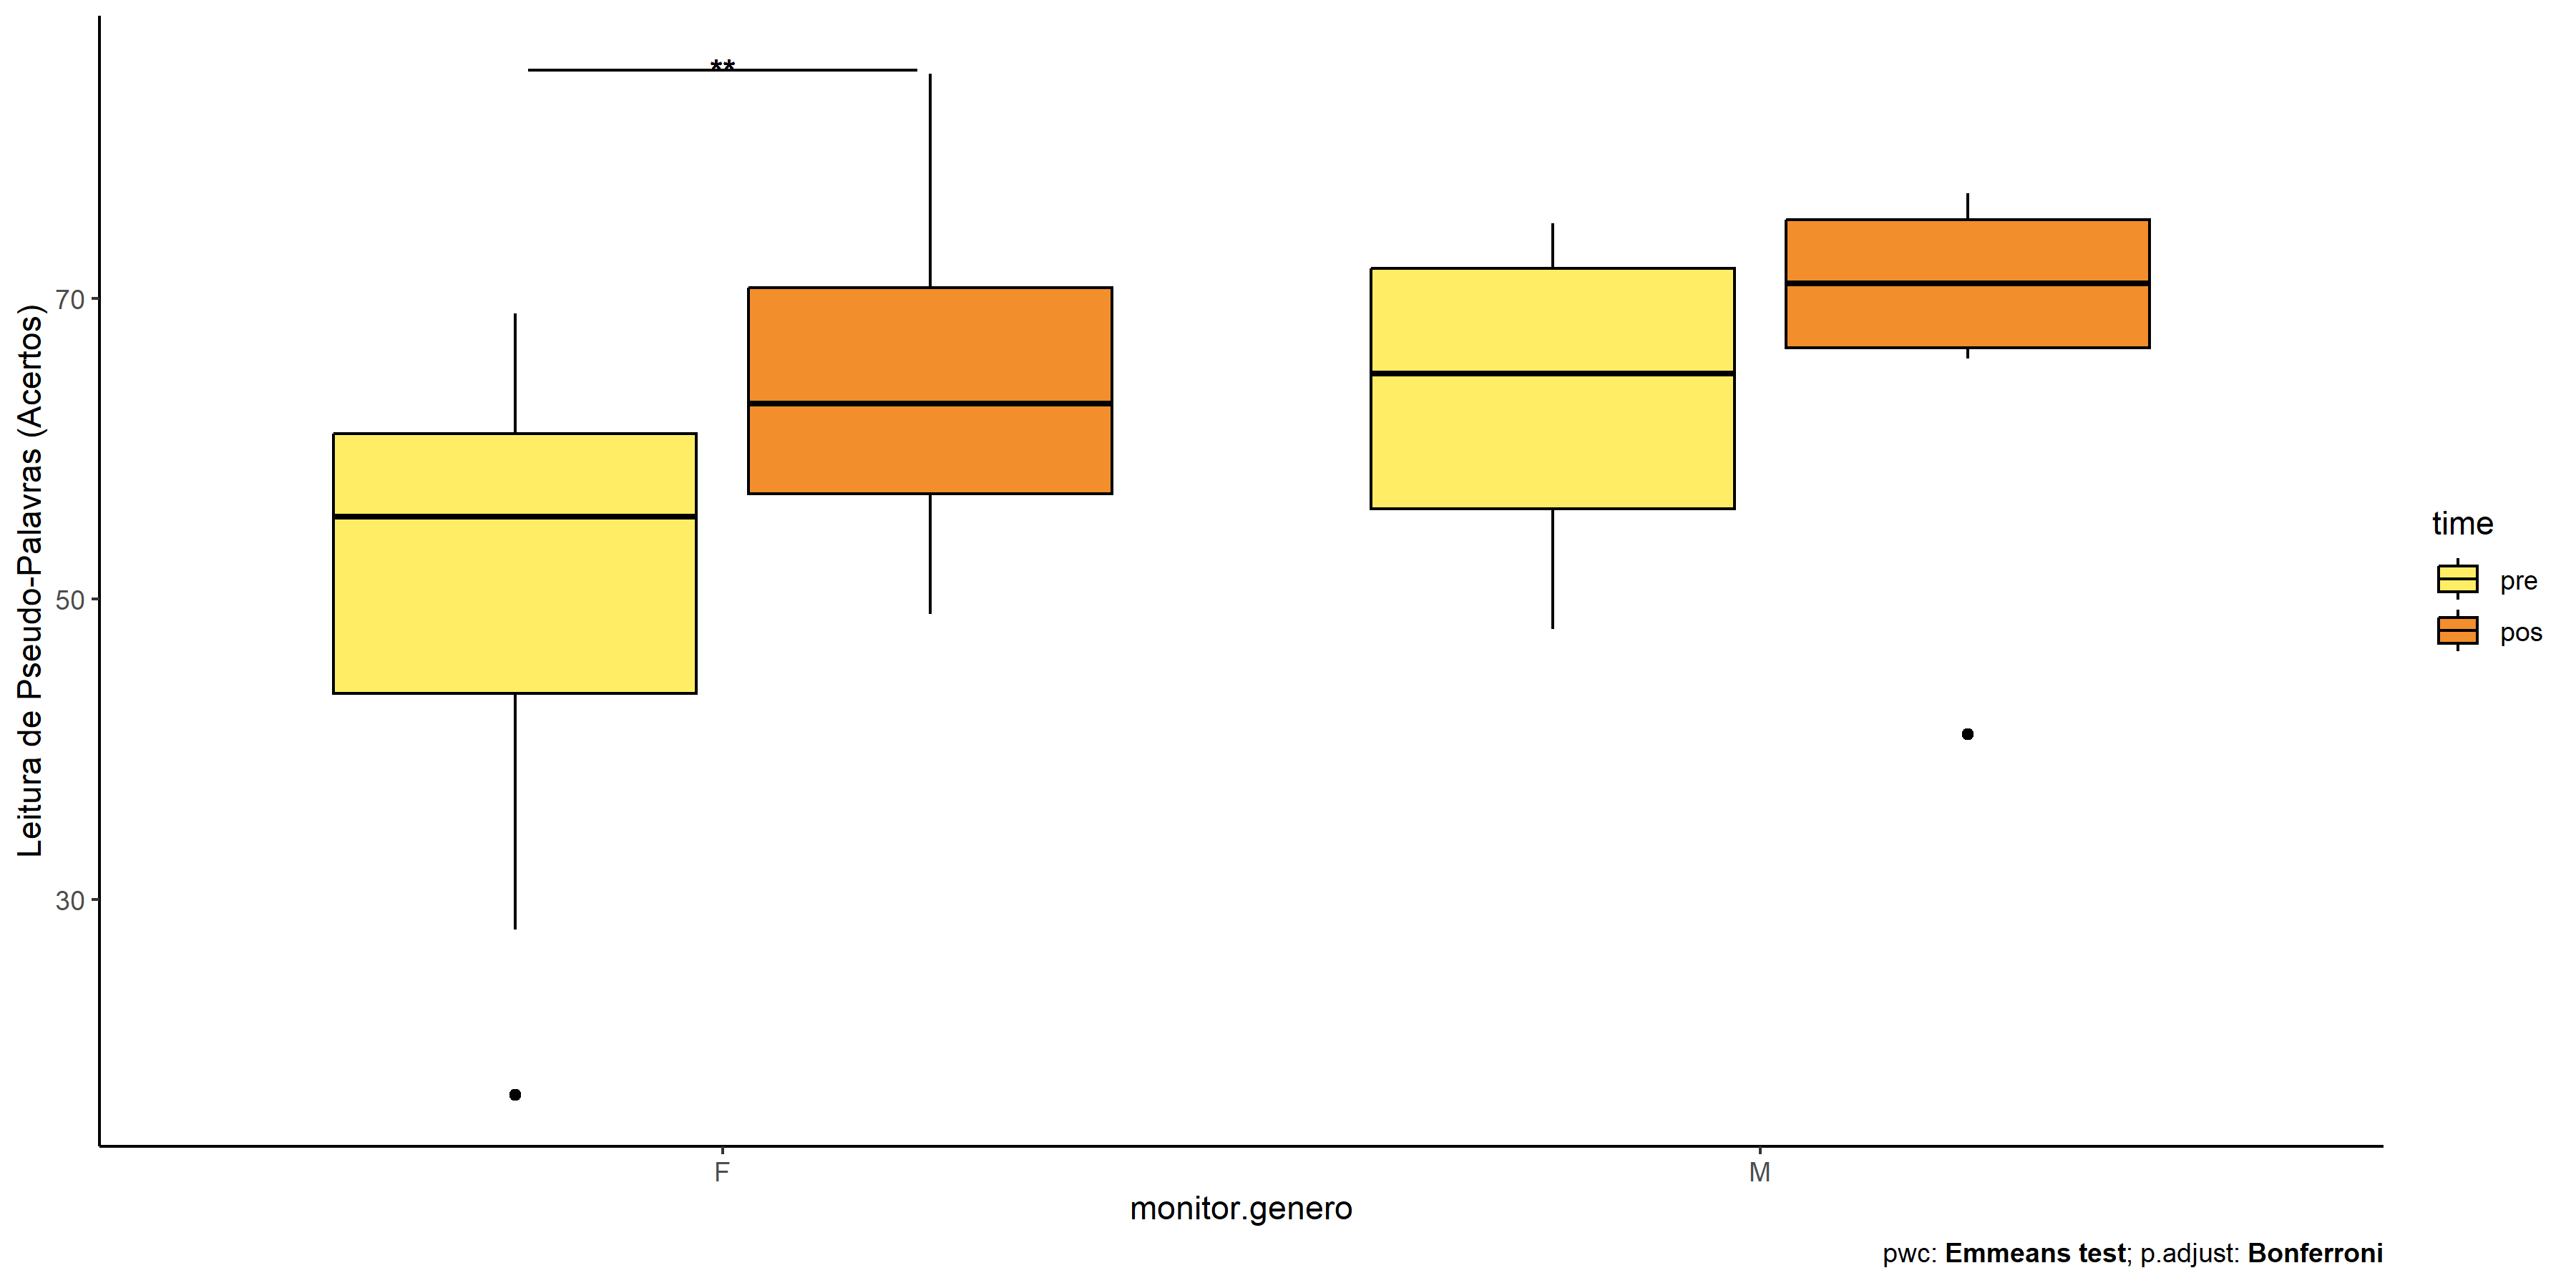 **
Leitura de Pseudo-Palavras (Acertos)
70
50
30
F
M
monitor.genero
time
pre
pos
pwc: Emmeans test; p.adjust: Bonferroni